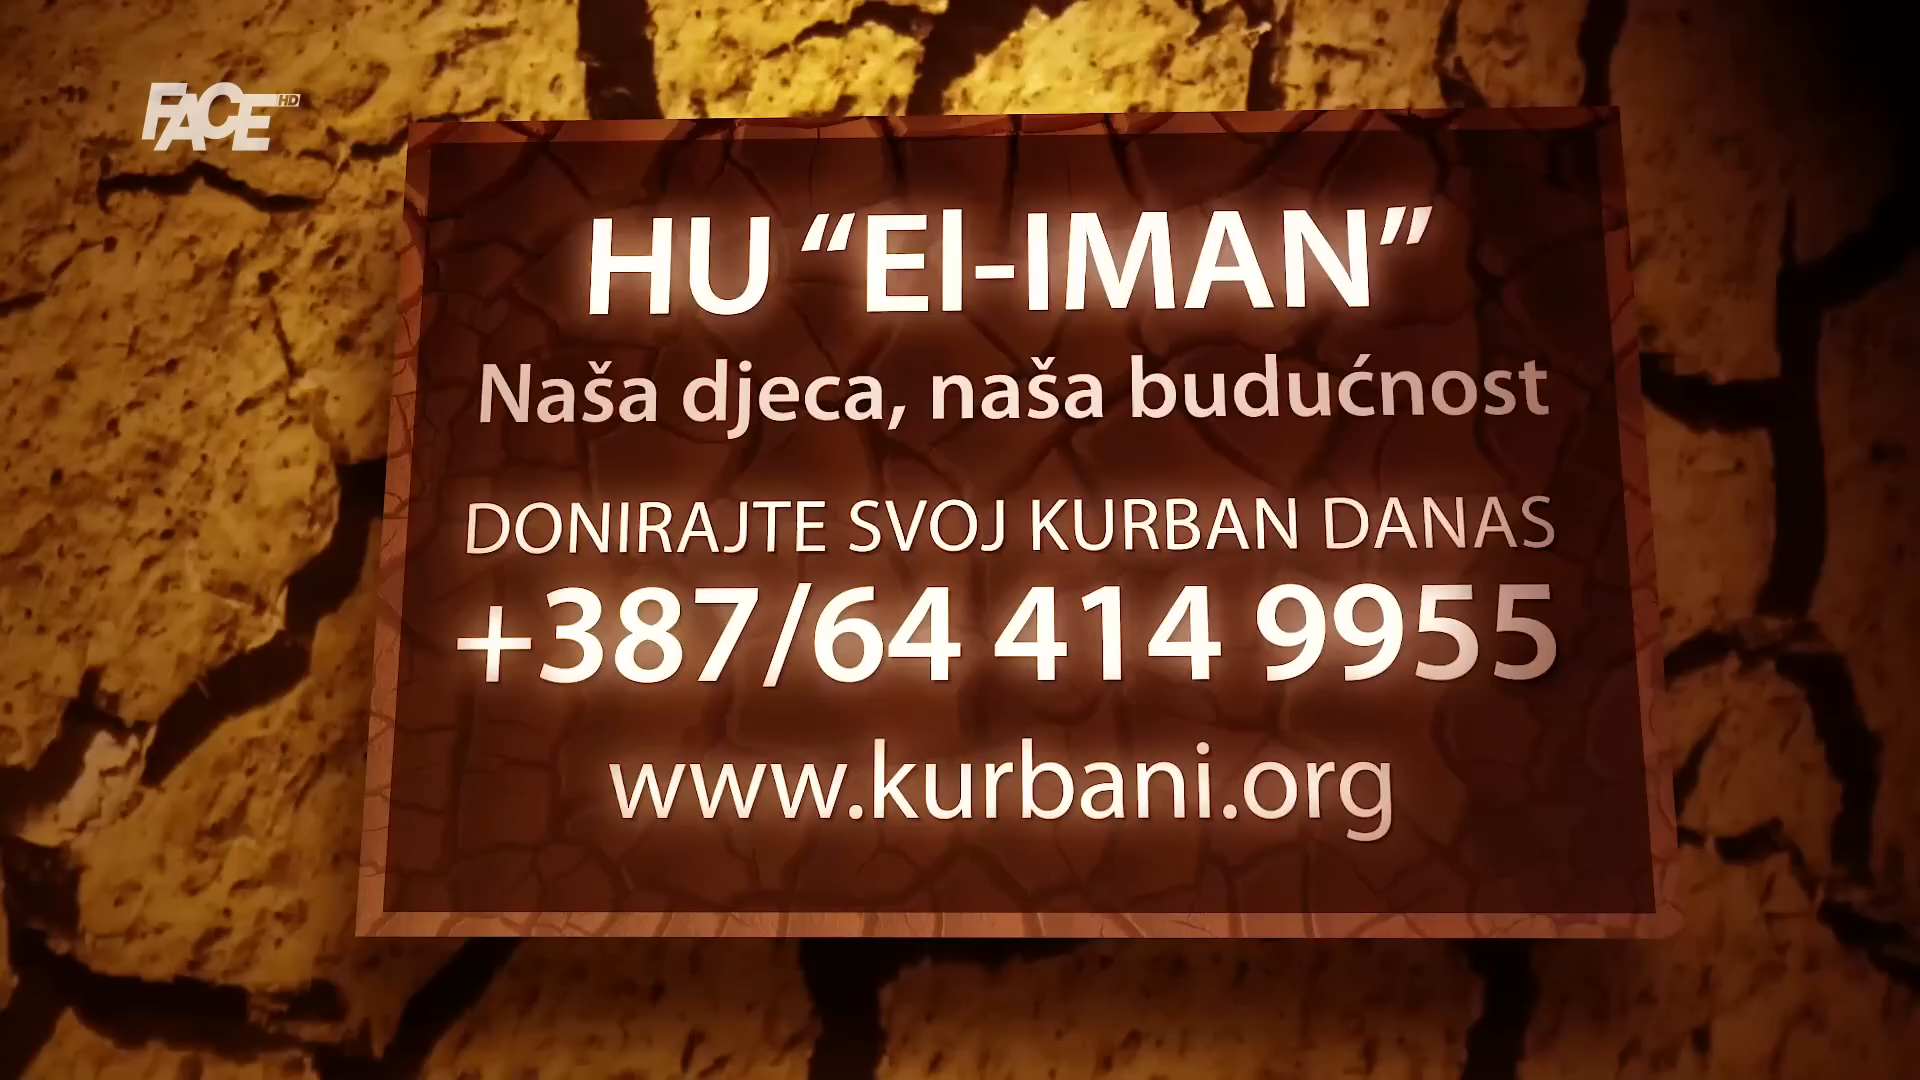 FACE HD
HU “El-IMAN”
Naša djeca, naša budućnost
DONIRAJTE SVOJ KURBAN DANAS
+387/64 414 9955
www.kurbani.org